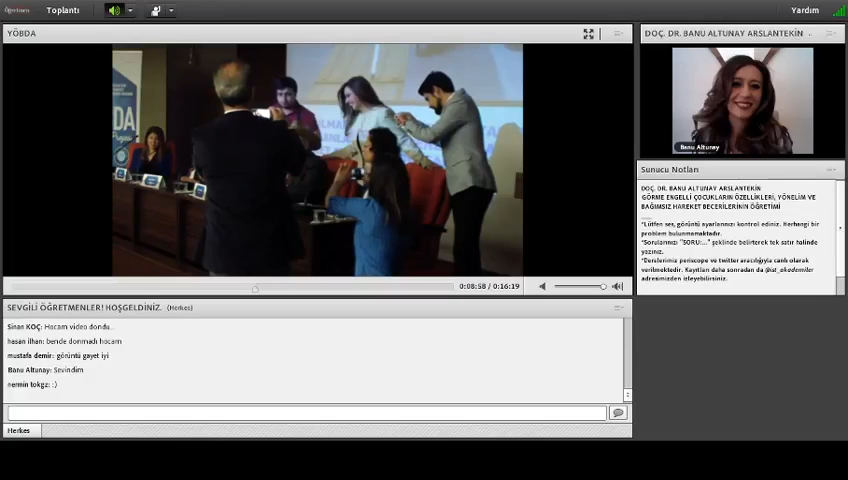 Öğretmen Toplantı Yardım
YÖBDA
DOÇ. DR. BANU ALTUNAY ARSLANTEKİN
DA
Banu Altunay
0:08:58 / 0:16:19
Sunucu Notları
DOÇ. DR. BANU ALTUNAY ARSLANTEKİN
GÖRME ENGELLİ ÇOCUKLARIN ÖZELLİKLERİ, YÖNELİM VE
BAĞIMSIZ HAREKET BECERİLERİNİN ÖĞRETİMİ
*Lütfen ses, görüntü ayarlarınızı kontrol ediniz. Herhangi bir
problem bulunmamaktadır.
*Sorularınızı "SORU:..." şeklinde belirterek tek satır halinde
yazınız.
*Derslerimiz periscope ve twitter aracılığıyla canlı olarak
verilmektedir. Kayıtları daha sonradan da @ist_akademiler
adresimizden izleyebilirsiniz.
SEVGİLİ ÖĞRETMENLER! HOŞGELDİNİZ. (Herkes)
Sinan KOÇ: Hocam video dondu..
hasan ilhan: bende donmadı hocam
mustafa demir: görüntü gayet iyi
Banu Altunay: Sevindim
nermin tokgz: :)
Herkes